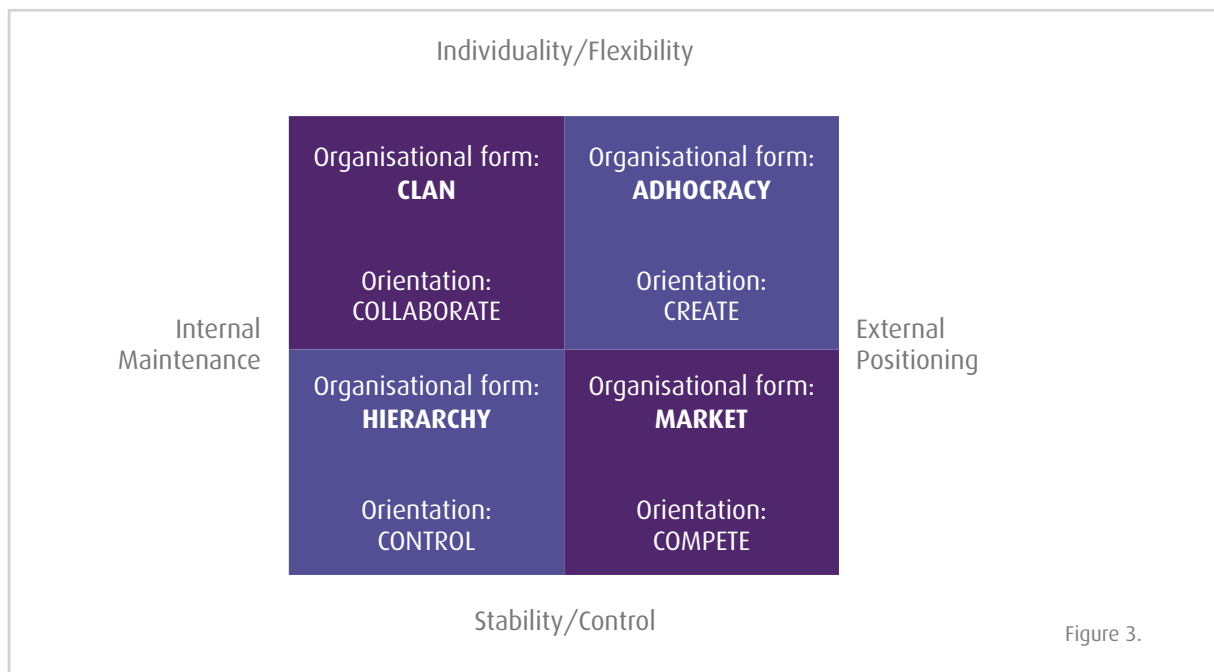 Individuality/Flexibility
Organisational form:
CLAN
Orientation:
COLLABORATE
Organisational form:
ADHOCRACY
Orientation:
CREATE
Internal
Maintenance
External
Positioning
Organisational form:
HIERARCHY
Orientation:
CONTROL
Organisational form:
MARKET
Orientation:
COMPETE
Stability/Control
Figure 3.